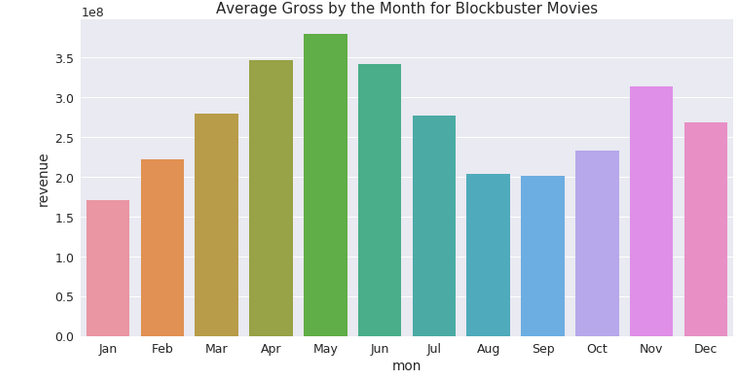 Average Gross by the Month for Blockbuster Movies
1e8
3.5
3.0
2.5
2.0
1.5
1.0
0.5
0.0
revenue
Jan Feb Mar Apr May Jun Jul Aug Sep Oct Nov Dec
mon